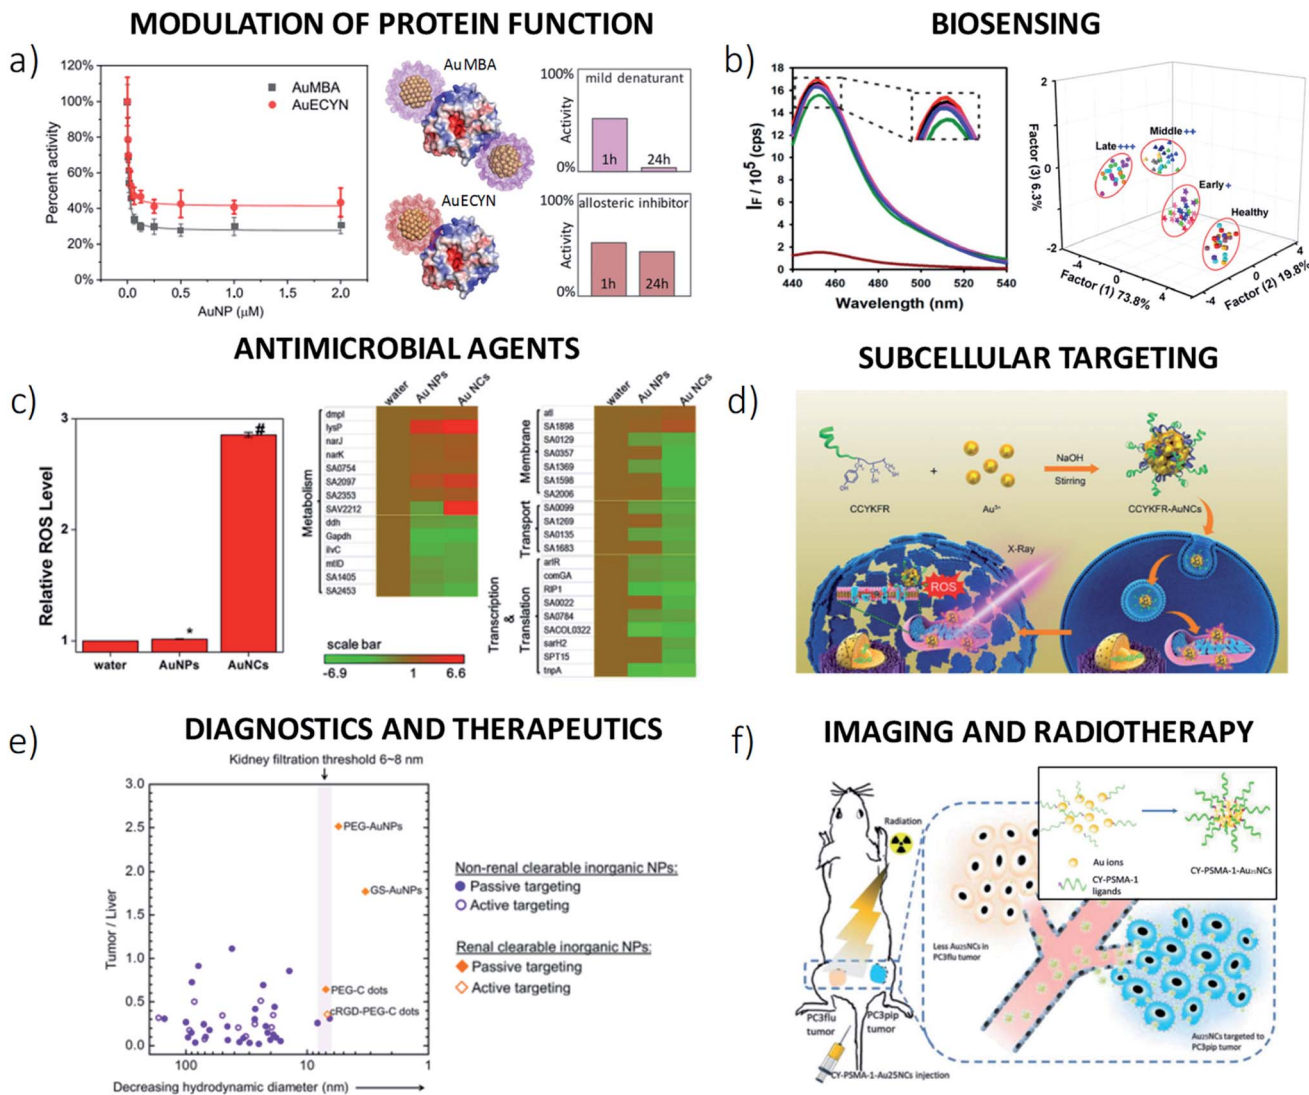 MODULATION OF PROTEIN FUNCTION
a)
120%
100%
80%
60%
40%
20%
0%
Percent activity
AuMBA
AuECYN
0.0
0.5
1.0
1.5
2.0
AuNP (μM)
AuMBA
AuECYN
100%
Activity
0%
mild denaturant
1h
24h
100%
Activity
0%
allosteric inhibitor
1h
24h
BIOSENSING
b)
18
16
14
12
10
8
6
4
2
0
IF / 10⁵ (cps)
440
460
480
500
520
540
Wavelength (nm)
2
0
-2
Factor (3) 6.3%
Late +++
Middle ++
Early +
Healthy
-4
0
4
Factor (1) 73.8%
-4
0
4
Factor (2) 19.8%
ANTIMICROBIAL AGENTS
c)
3
2
1
Relative ROS Level
*
#
water
AuNPs
AuNCs
water
Au NPs
Au NCs
Metabolism
dmpI
lysP
narJ
narK
SA0754
SA2097
SA2353
SAV2212
ddh
Gapdh
ilvC
mtlD
SA1405
SA2453
scale bar
-6.9
1
6.6
water
Au NPs
Au NCs
Membrane
atl
SA1898
SA0129
SA0357
SA1369
SA1598
SA2006
Transport
SA0099
SA1269
SA0135
SA1683
Transcription
&
Translation
arlR
comGA
RIP1
SA0022
SA0784
SACOL0322
sarH2
SPT15
tnpA
SUBCELLULAR TARGETING
d)
CCYKFR
+
Au³⁺
NaOH
Stirring
CCYKFR-AuNCs
X-Ray
ROS
DIAGNOSTICS AND THERAPEUTICS
e)
Kidney filtration threshold 6~8 nm
3.0
2.5
2.0
1.5
1.0
0.5
0.0
Tumor / Liver
PEG-AuNPs
GS-AuNPs
PEG-C dots
cRGD-PEG-C dots
100
10
1
Decreasing hydrodynamic diameter (nm)
Non-renal clearable inorganic NPs:
Passive targeting
Active targeting
Renal clearable inorganic NPs:
Passive targeting
Active targeting
IMAGING AND RADIOTHERAPY
f)
Radiation
PC3flu
tumor
PC3pip
tumor
CY-PSMA-1-Au25NCs injection
Less Au₂₅NCs in
PC3flu tumor
Au ions
CY-PSMA-1
ligands
CY-PSMA-1-Au₂₅NCs
Au₂₅NCs targeted to
PC3pip tumor